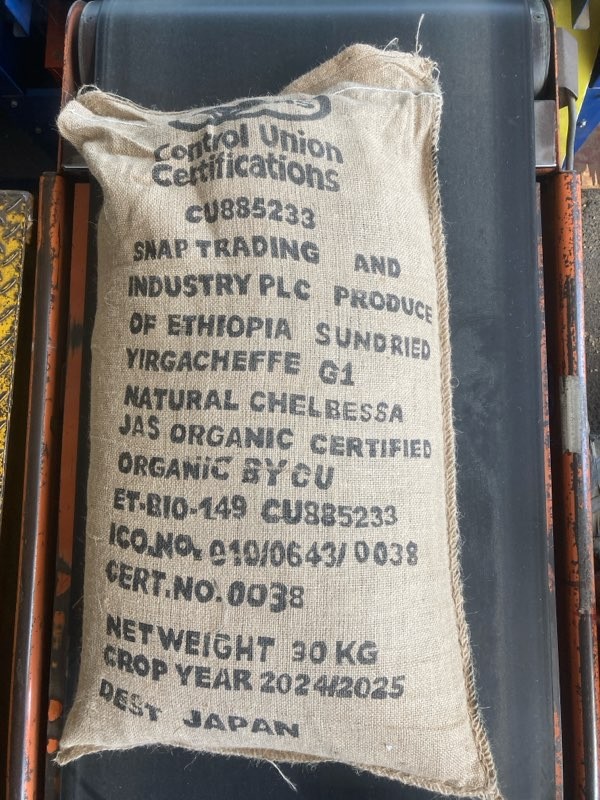 Control Union
Certifications
CU885233
SNAP TRADING AND
INDUSTRY PLC PRODUCE
OF ETHIOPIA SUNDRIED
YIRGACHEFFE G1
NATURAL CHELBESSA
JAS ORGANIC CERTIFIED
ORGANIC BY CU
ET-BIO-149 CU885233
ICO.NO. 010/0643/0038
CERT.NO.0038
NET WEIGHT 30 KG
CROP YEAR 2024/2025
DEST JAPAN